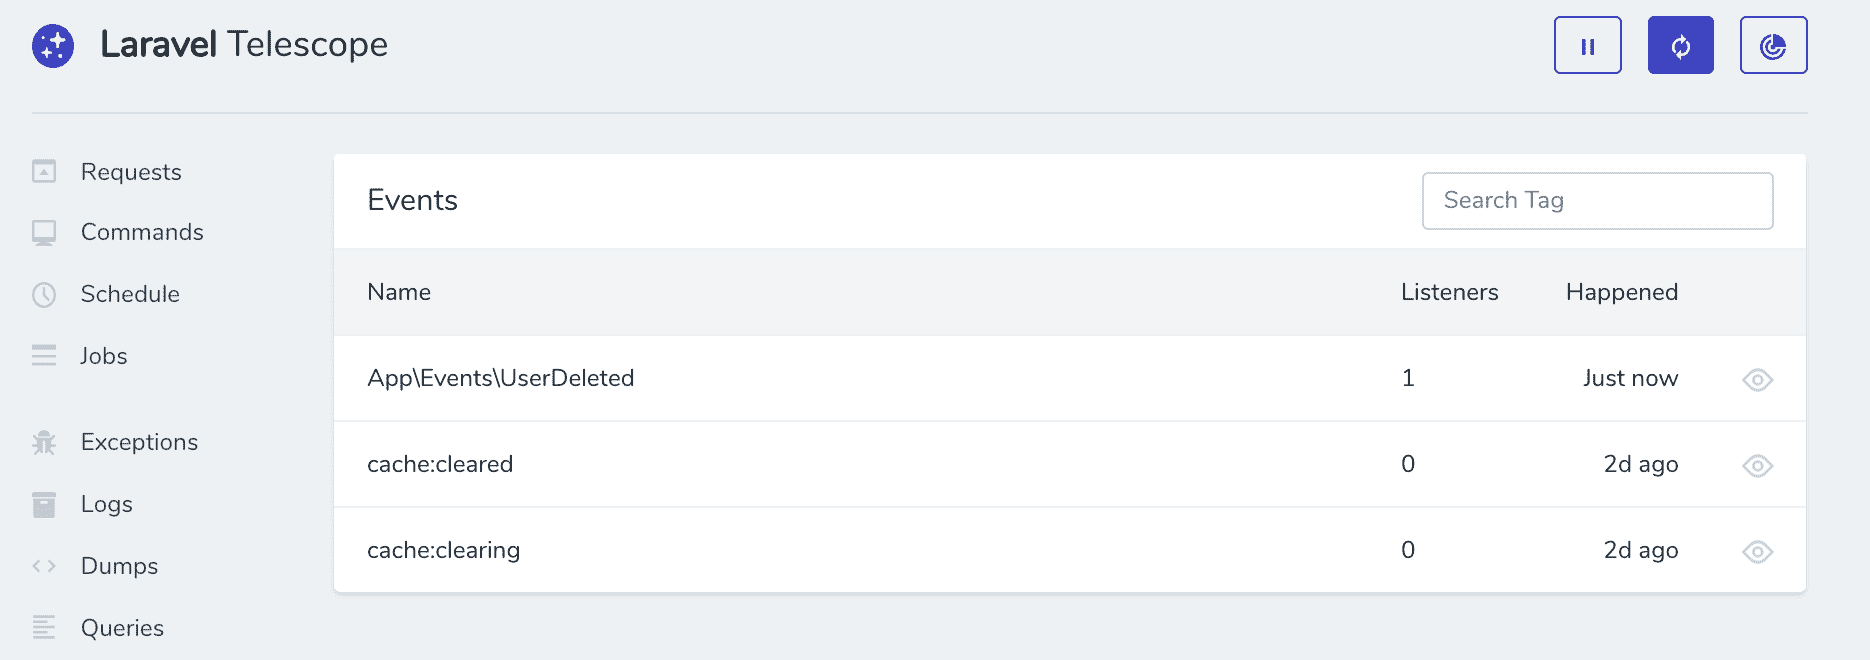 Laravel Telescope
Requests
Commands
Schedule
Jobs
Exceptions
Logs
Dumps
Queries
Events
Search Tag
Name Listeners Happened
App\Events\UserDeleted 1 Just now
cache:cleared 0 2d ago
cache:clearing 0 2d ago